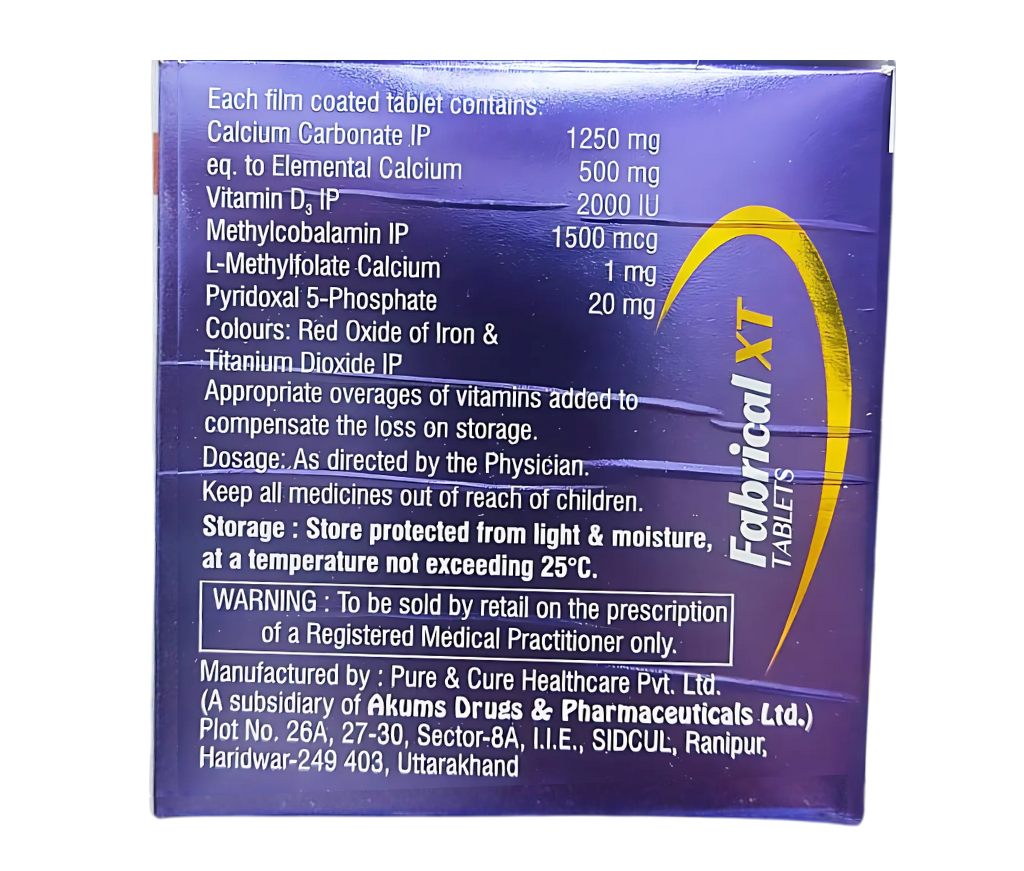 Each film coated tablet contains:
Calcium Carbonate IP 1250 mg
eq. to Elemental Calcium 500 mg
Vitamin D₃ IP 2000 IU
Methylcobalamin IP 1500 mcg
L-Methylfolate Calcium 1 mg
Pyridoxal 5-Phosphate 20 mg
Colours: Red Oxide of Iron &
Titanium Dioxide IP
Appropriate overages of vitamins added to
compensate the loss on storage.
Dosage: As directed by the Physician.
Keep all medicines out of reach of children.
Storage : Store protected from light & moisture,
at a temperature not exceeding 25°C.
WARNING : To be sold by retail on the prescription
of a Registered Medical Practitioner only.
Manufactured by : Pure & Cure Healthcare Pvt. Ltd.
(A subsidiary of Akums Drugs & Pharmaceuticals Ltd.)
Plot No. 26A, 27-30, Sector-8A, I.I.E., SIDCUL, Ranipur,
Haridwar-249 403, Uttarakhand
Fabrical XT
TABLETS